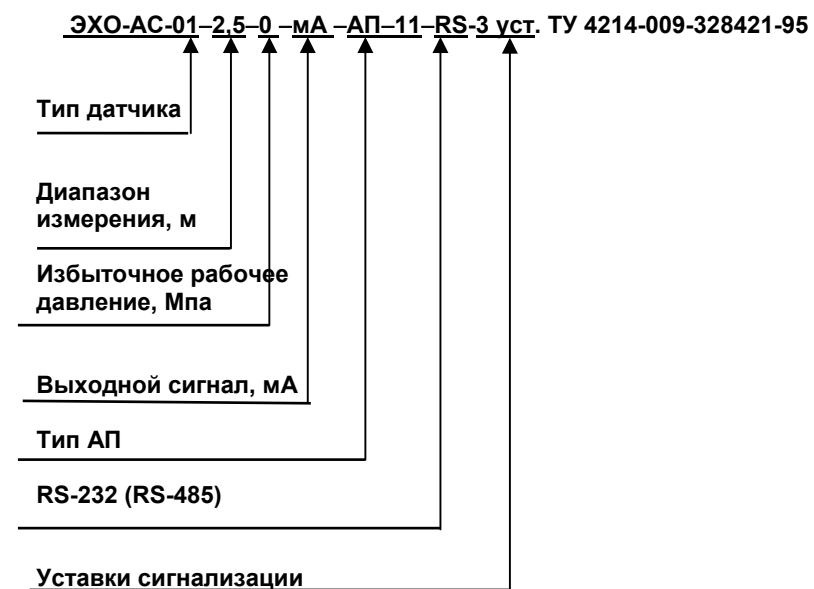 ЭХО-АС-01–2,5–0 –мА –АП–11–RS-3 уст. ТУ 4214-009-328421-95
Тип датчика
Диапазон
измерения, м
Избыточное рабочее
давление, Мпа
Выходной сигнал, мА
Тип АП
RS-232 (RS-485)
Уставки сигнализации